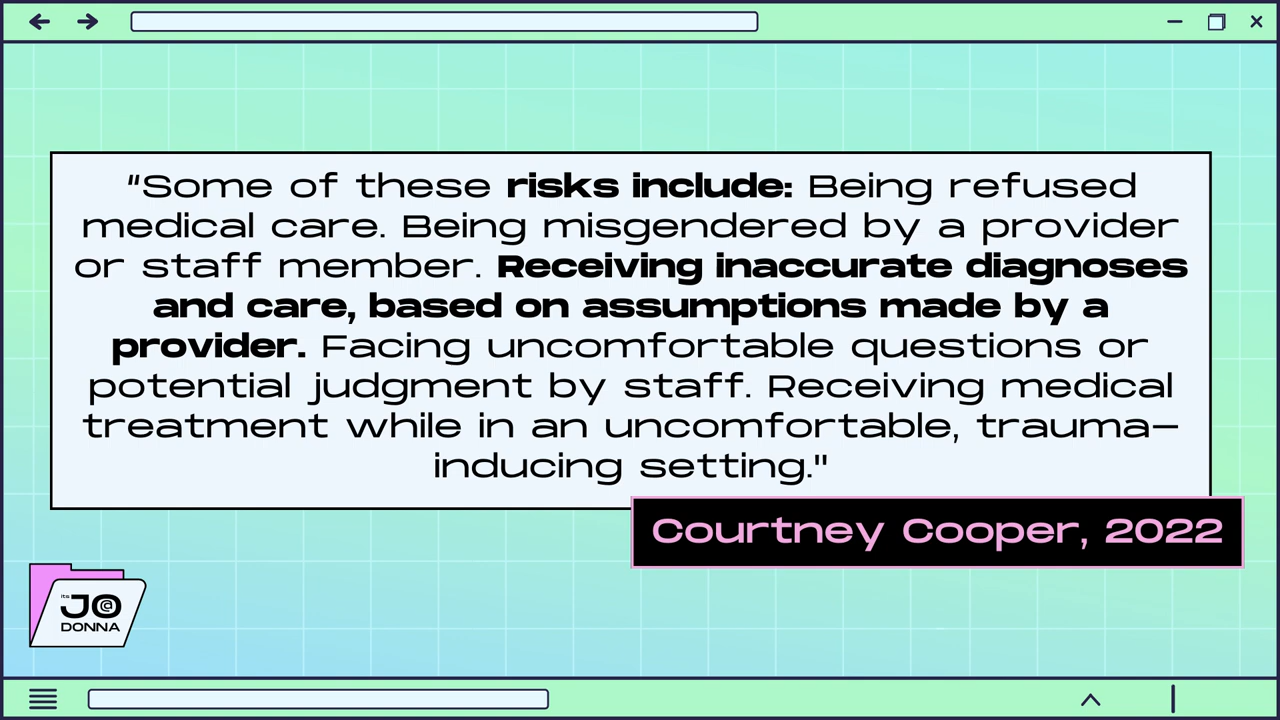 "Some of these risks include: Being refused
medical care. Being misgendered by a provider
or staff member. Receiving inaccurate diagnoses
and care, based on assumptions made by a
provider. Facing uncomfortable questions or
potential judgment by staff. Receiving medical
treatment while in an uncomfortable, trauma-
inducing setting."
Courtney Cooper, 2022
its
JO@
DONNA